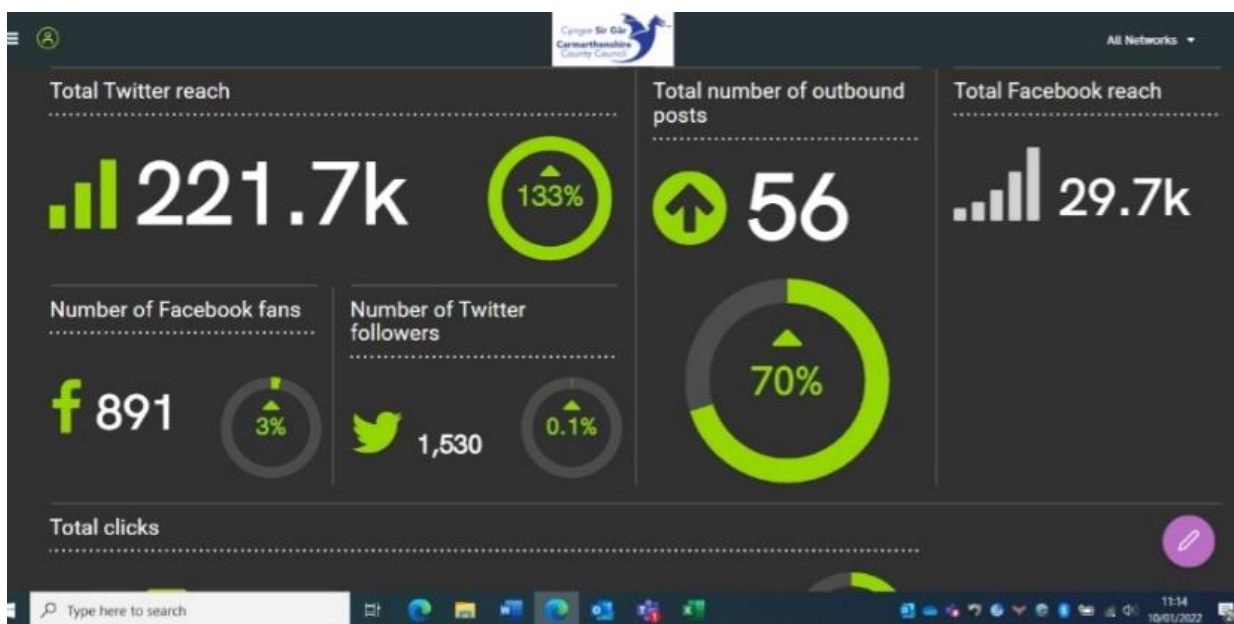 Cyngor Sir Gâr
Carmarthenshire
County Council
All Networks
Total Twitter reach
221.7k
133%
Total number of outbound
posts
56
70%
Total Facebook reach
29.7k
Number of Facebook fans
891
3%
Number of Twitter
followers
1,530
0.1%
Total clicks
Type here to search
11:14
10/01/2022